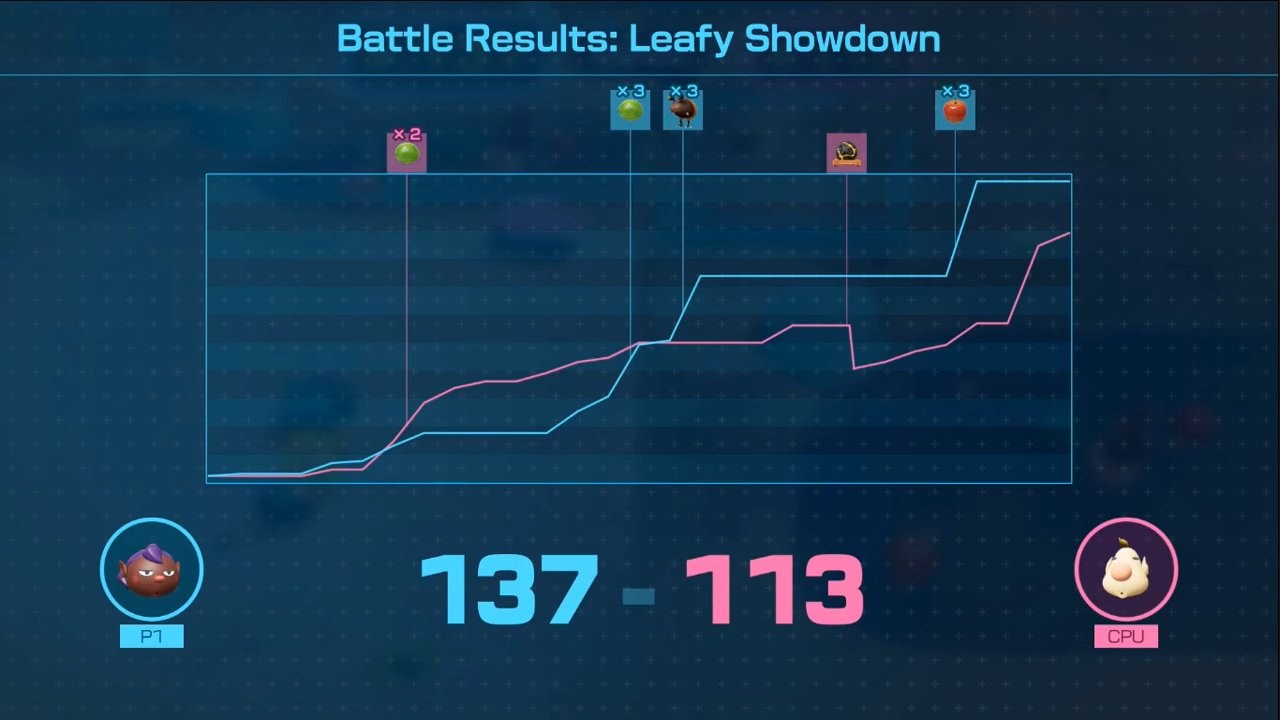 Battle Results: Leafy Showdown
× 3 × 3 × 3
× 2
137 - 113
P1 CPU